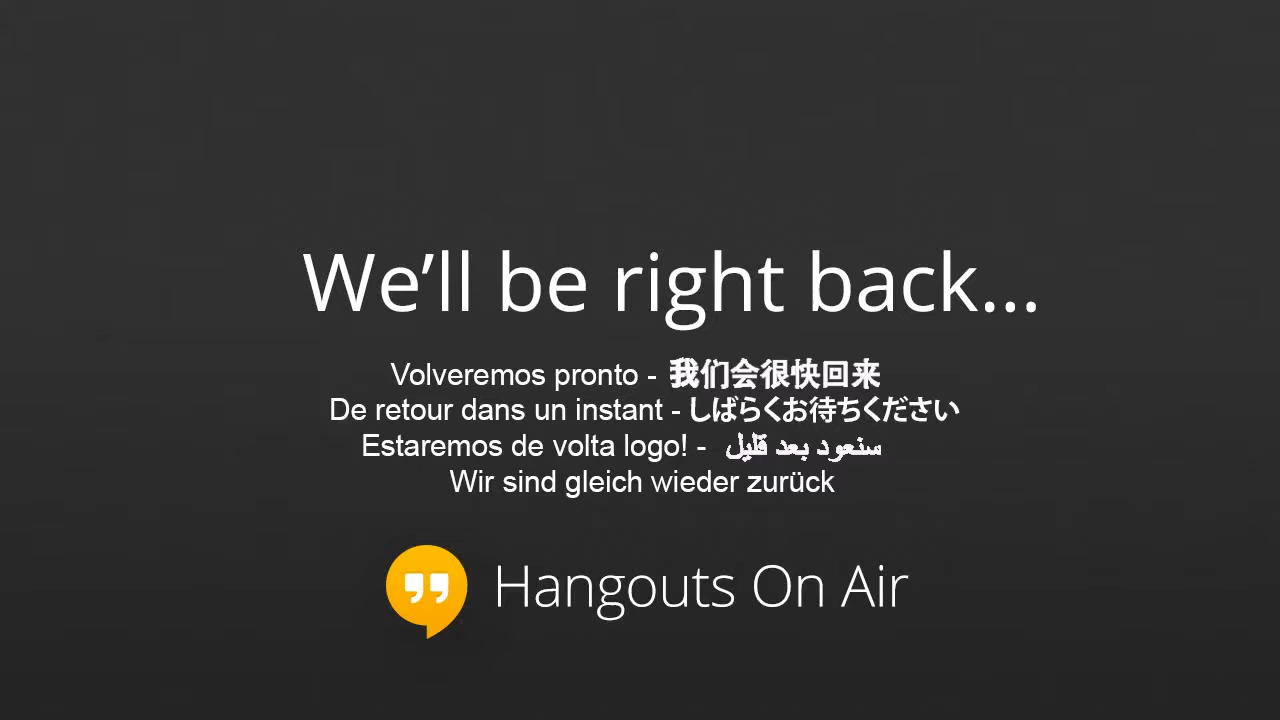 We’ll be right back...
Volveremos pronto - 我们会很快回来
De retour dans un instant - しばらくお待ちください
Estaremos de volta logo! - سنعود بعد قليل
Wir sind gleich wieder zurück
Hangouts On Air